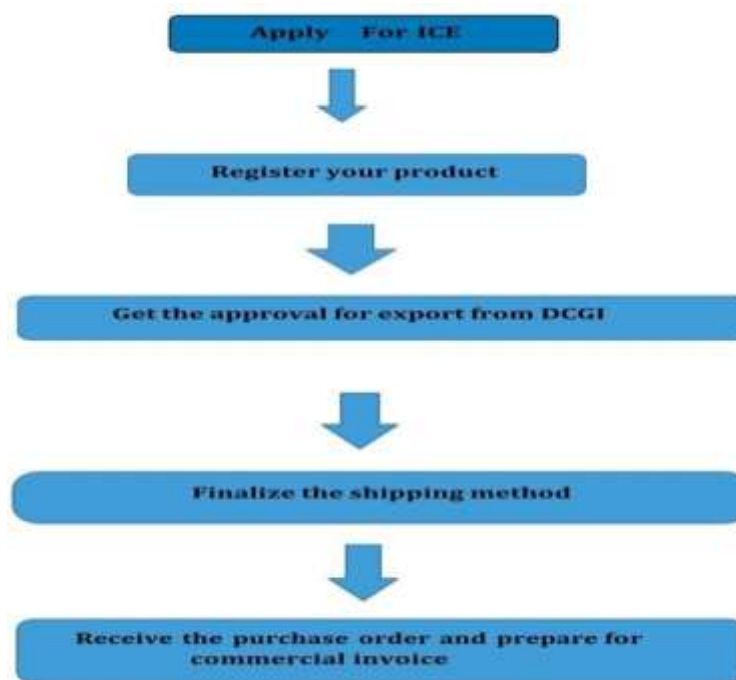 Apply For ICE
Register your product
Get the approval for export from DCGI
Finalize the shipping method
Receive the purchase order and prepare for
commercial invoice